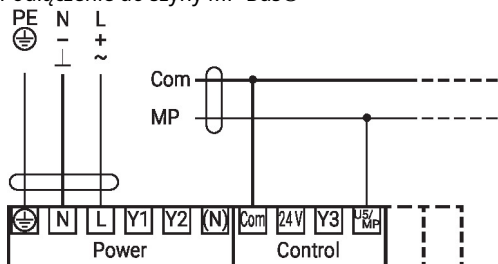 PE N L
– +
⊥ ~
Com
MP
N L Y1 Y2 (N) Com 24V Y3 U5/MP
Power Control